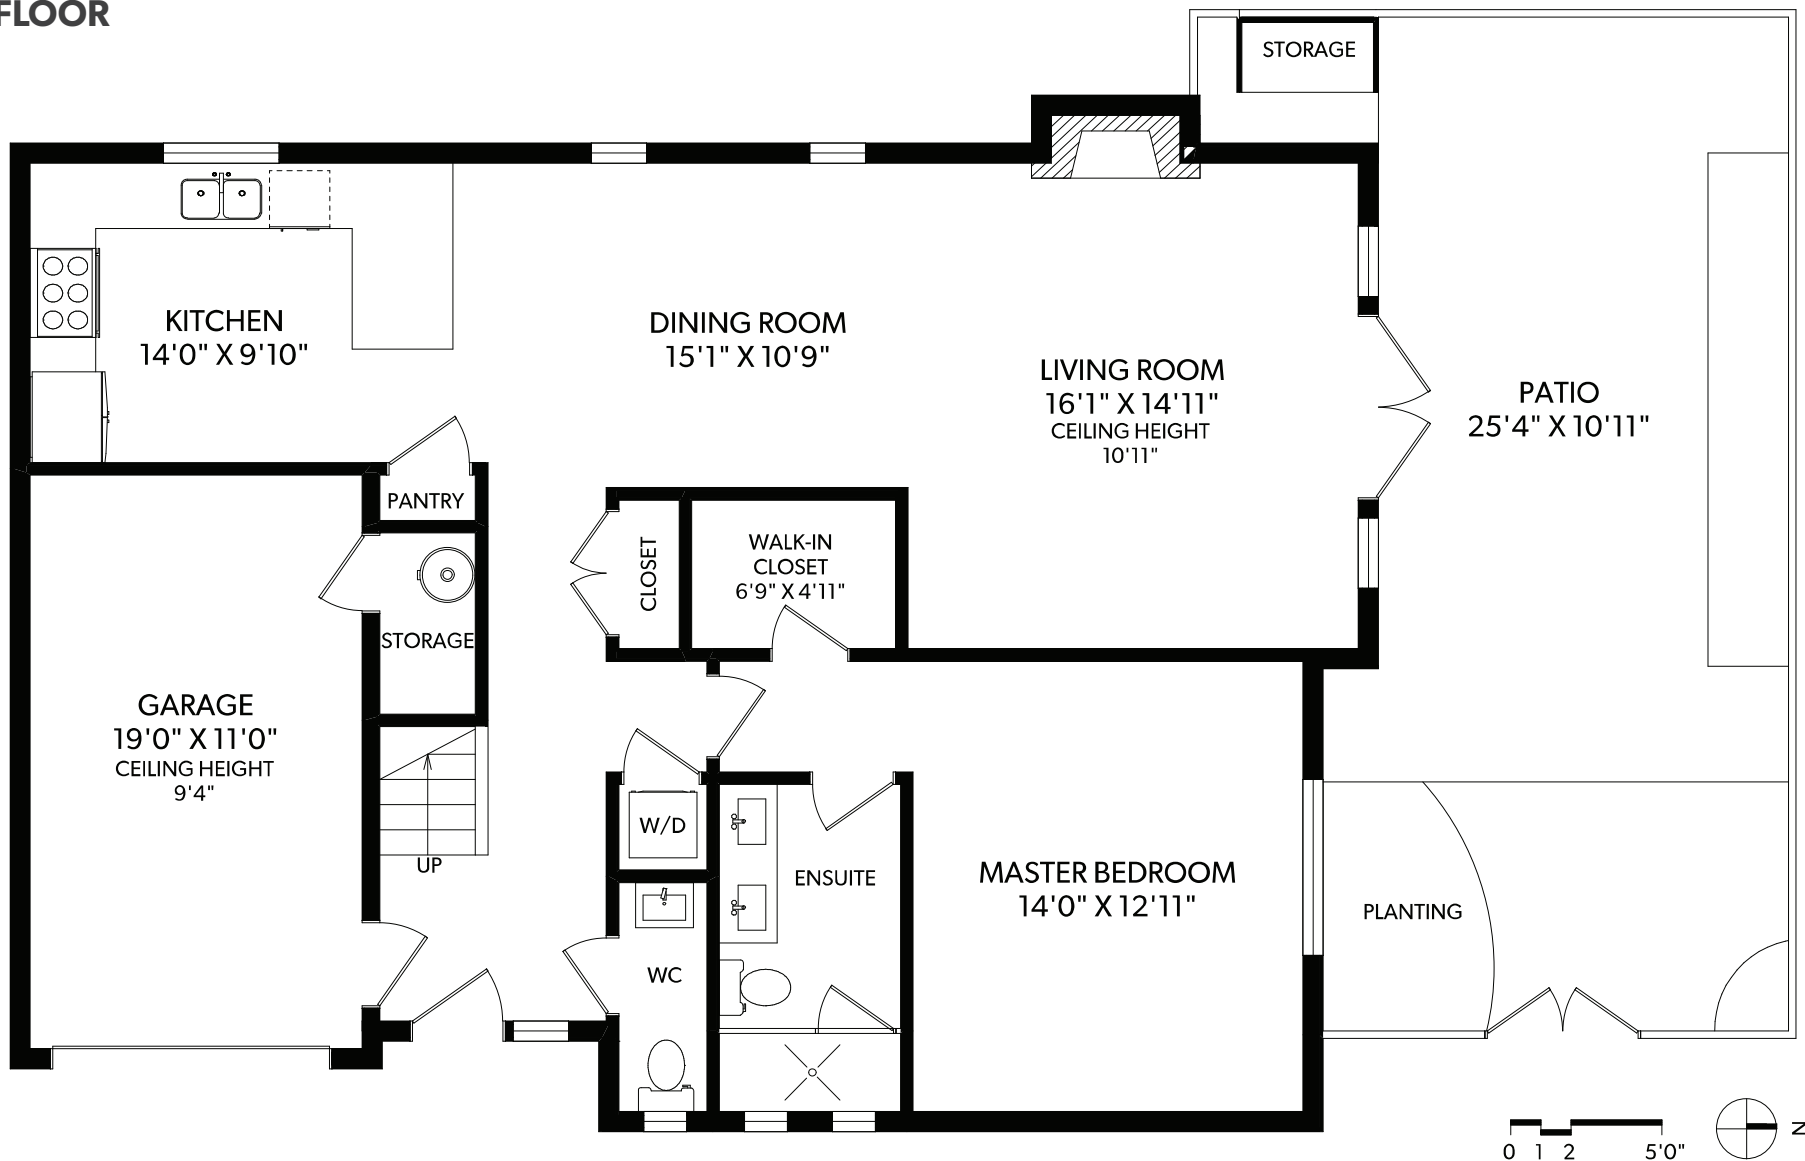 FLOOR
STORAGE
KITCHEN
14'0" X 9'10"
DINING ROOM
15'1" X 10'9"
LIVING ROOM
16'1" X 14'11"
CEILING HEIGHT
10'11"
PATIO
25'4" X 10'11"
PANTRY
CLOSET
WALK-IN
CLOSET
6'9" X 4'11"
STORAGE
GARAGE
19'0" X 11'0"
CEILING HEIGHT
9'4"
UP
W/D
ENSUITE
MASTER BEDROOM
14'0" X 12'11"
PLANTING
WC
0 1 2 5'0"
N